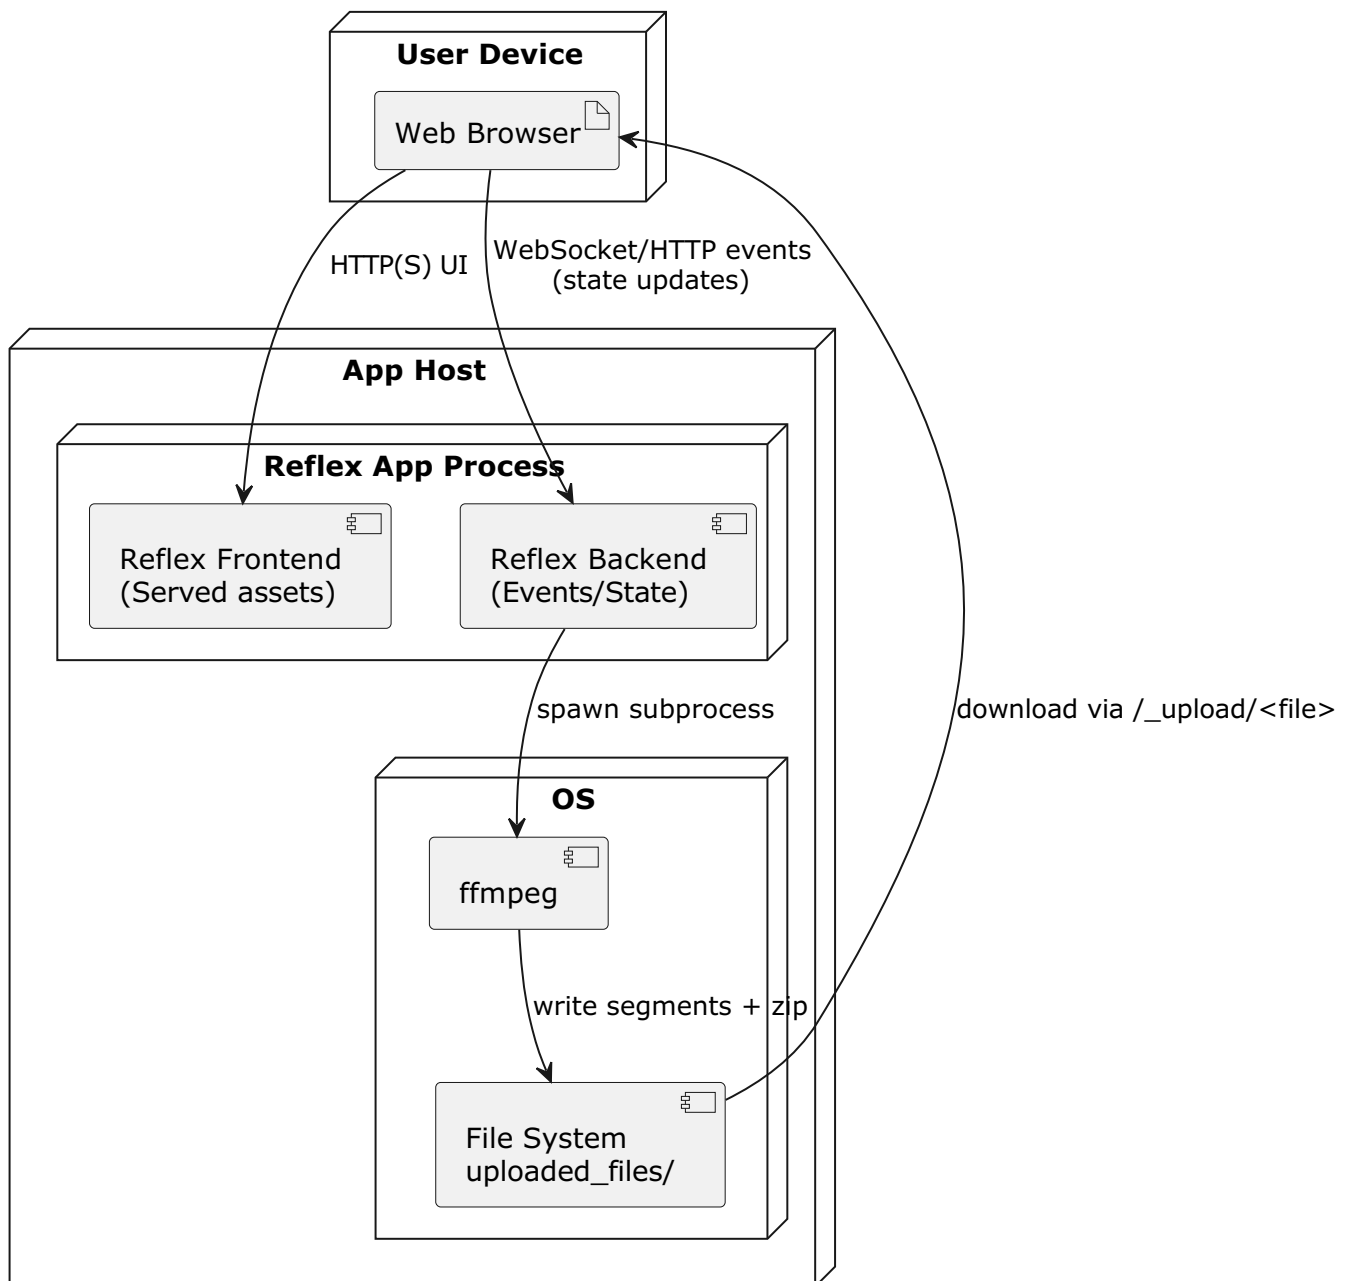 User Device
Web Browser
HTTP(S) UI
WebSocket/HTTP events
(state updates)
App Host
Reflex App Process
Reflex Frontend
(Served assets)
Reflex Backend
(Events/State)
spawn subprocess
download via /_upload/<file>
OS
ffmpeg
write segments + zip
File System
uploaded_files/